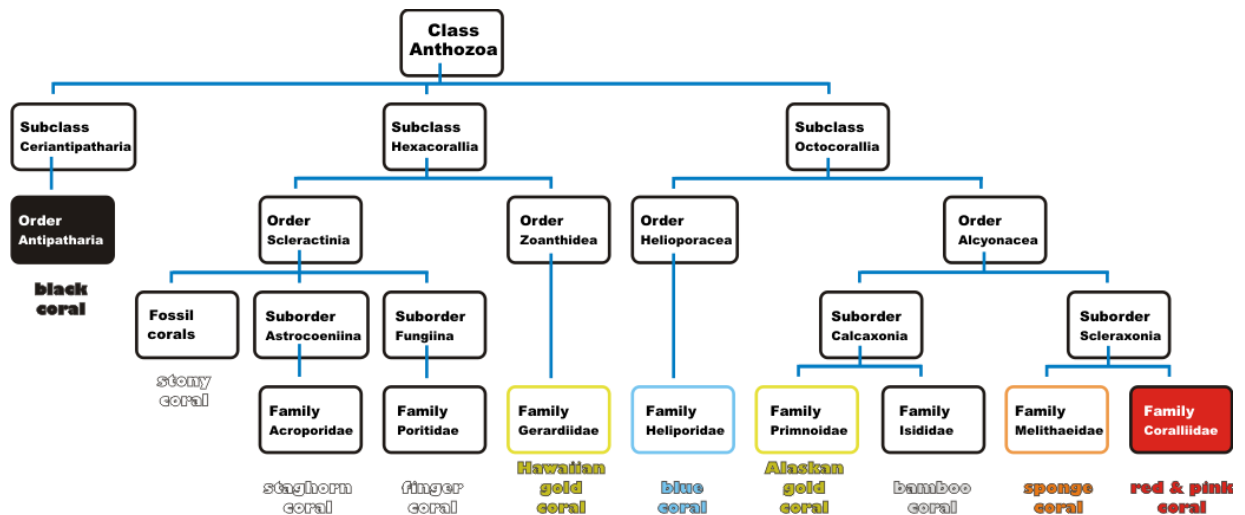 Class
Anthozoa
Subclass
Ceriantipatharia
Subclass
Hexacorallia
Subclass
Octocorallia
Order
Antipatharia
Order
Scleractinia
Order
Zoanthidea
Order
Helioporacea
Order
Alcyonacea
black
coral
Fossil
corals
Suborder
Astrocoeniina
Suborder
Fungiina
Suborder
Calcaxonia
Suborder
Scleraxonia
stony
coral
Family
Acroporidae
Family
Poritidae
Family
Gerardiidae
Family
Heliporidae
Family
Primnoidae
Family
Isididae
Family
Melithaeidae
Family
Coralliidae
staghorn
coral
finger
coral
Hawaiian
gold
coral
blue
coral
Alaskan
gold
coral
bamboo
coral
sponge
coral
red & pink
coral